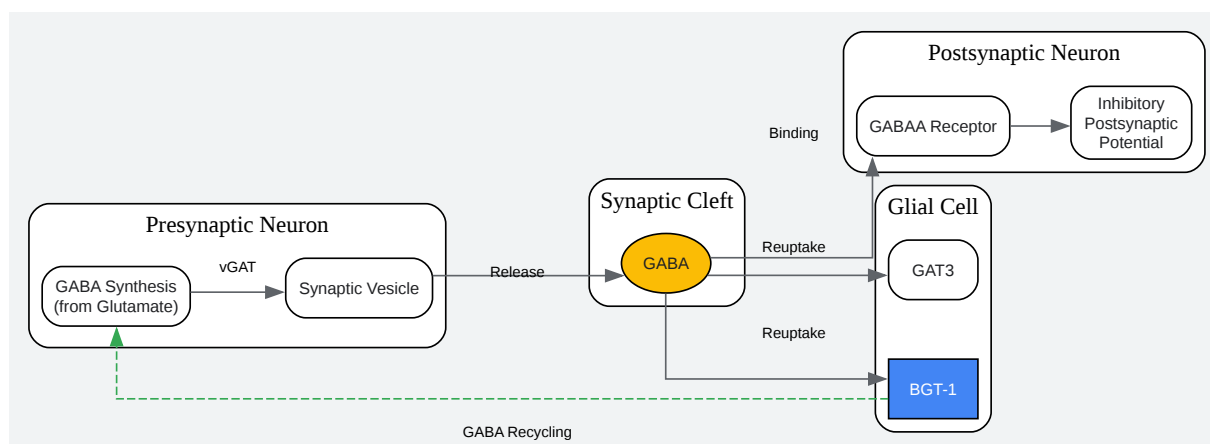 Postsynaptic Neuron
GABAA Receptor
Inhibitory
Postsynaptic
Potential
Binding
Synaptic Cleft
GABA
Glial Cell
GAT3
BGT-1
Presynaptic Neuron
GABA Synthesis
(from Glutamate)
vGAT
Synaptic Vesicle
Release
Reuptake
Reuptake
GABA Recycling